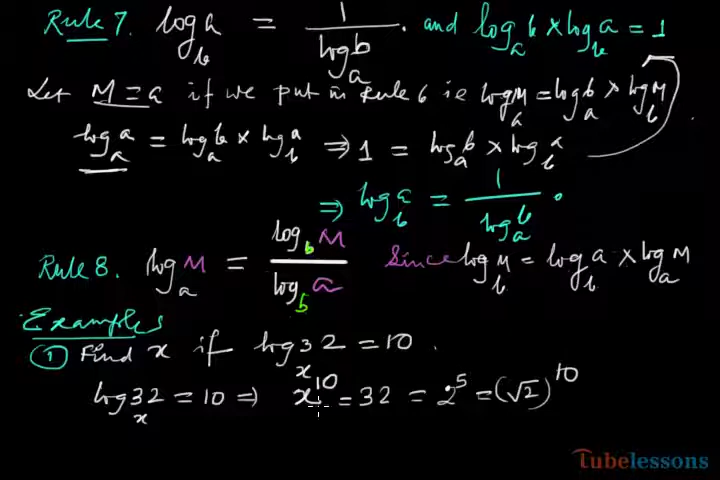 Rule 7. log_b a = 1 / log_a b . and log_a b × log_b a = 1
Let M = a if we put in Rule 6 i.e log_a M = log_a b × log_b M
log_a a = log_a b × log_b a ⇒ 1 = log_a b × log_b a
⇒ log_b a = 1 / log_a b .
Rule 8. log_a M = log_b M / log_b a Since log_b M = log_b a × log_a M
Examples
① Find x if log_x 32 = 10 .
log_x 32 = 10 ⇒ x^10 = 32 = 2^5 = (√2)^10
Tubelessons